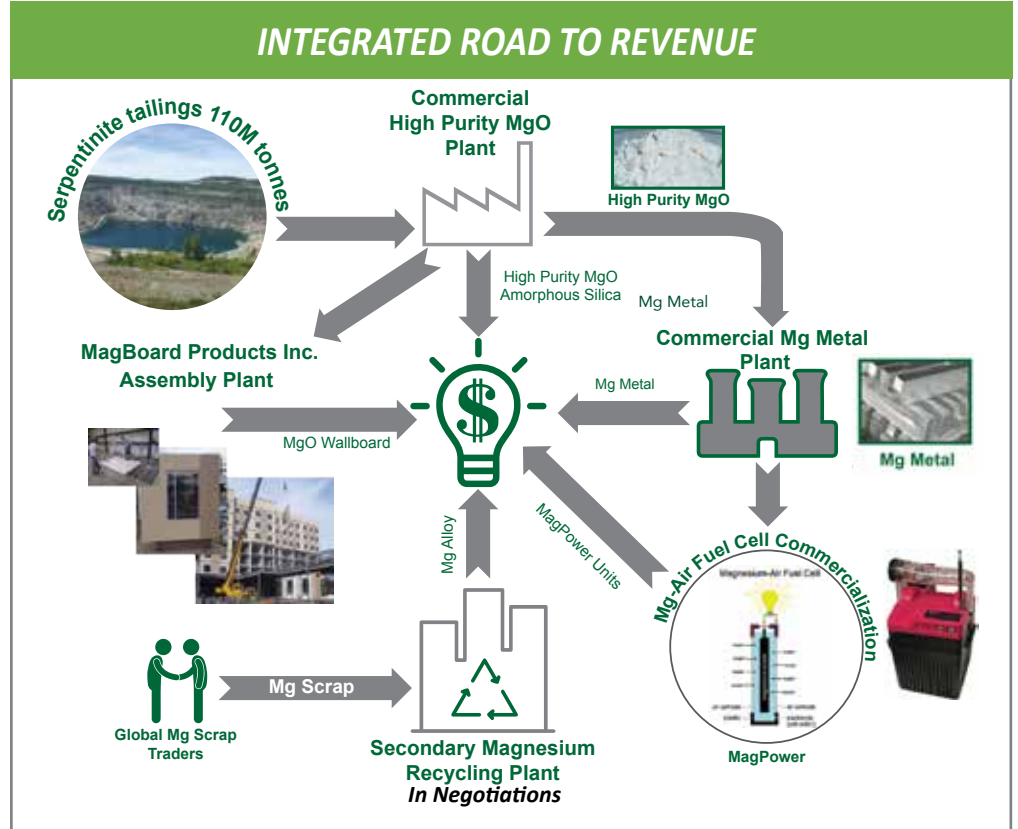 INTEGRATED ROAD TO REVENUE
Serpentinite tailings 110M tonnes
Commercial
High Purity MgO
Plant
High Purity MgO
High Purity MgO
Amorphous Silica
Mg Metal
MagBoard Products Inc.
Assembly Plant
Commercial Mg Metal
Plant
$
Mg Metal
MgO Wallboard
Mg Metal
Mg Alloy
MagPower Units
Mg-Air Fuel Cell Commercialization
Magnesium-Air Fuel Cell
Mg Scrap
Global Mg Scrap
Traders
Secondary Magnesium
Recycling Plant
In Negotiations
MagPower